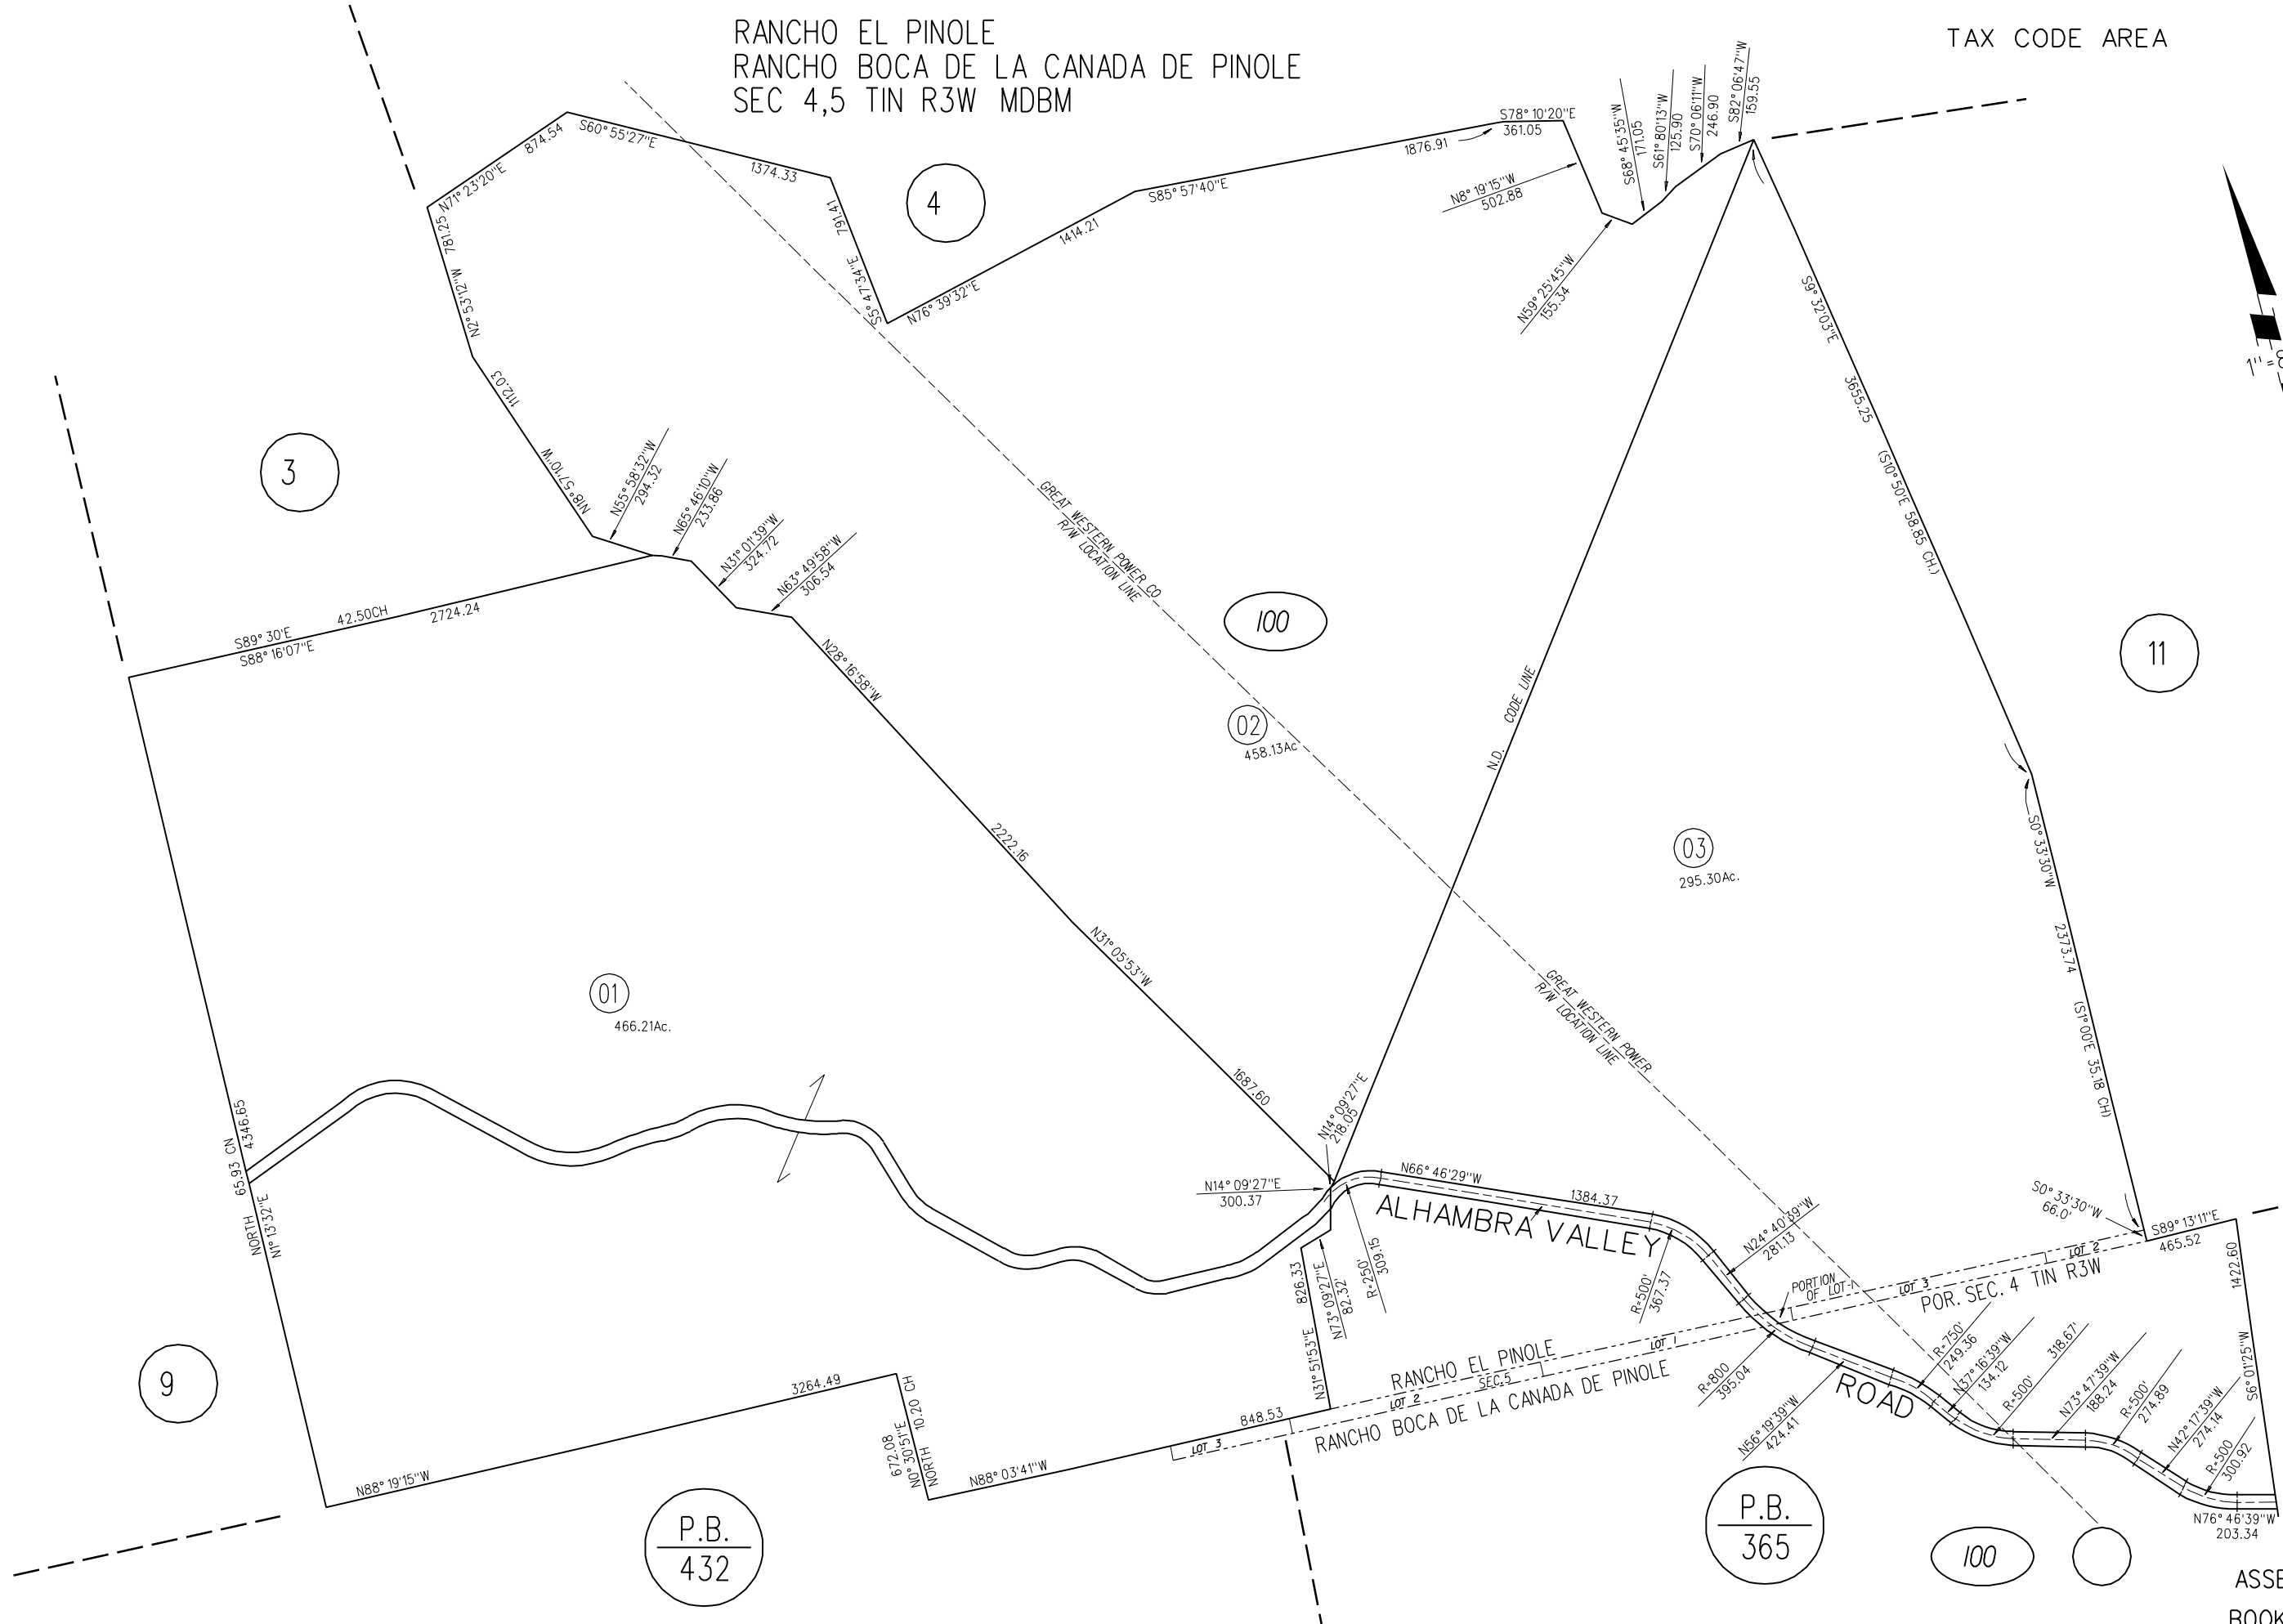 RANCHO EL PINOLE
RANCHO BOCA DE LA CANADA DE PINOLE
SEC 4,5 TIN R3W MDBM
TAX CODE AREA
N71° 23'20"E
874.54
S60° 55'27"E
1374.33
791.41
S5° 47'34"E
4
N76° 39'32"E
1414.21
S85° 57'40"E
1876.91
S78° 10'20"E
361.05
N8° 19'15"W
502.88
N59° 25'45"W
155.34
S68° 45'35"W
171.05
S61° 80'13"W
125.90
S70° 06'11"W
246.90
S82° 06'47"W
159.55
1"=8
781.25
N2° 53'12"W
1112.03
N18° 57'10"W
3
N55° 58'32"W
294.32
N65° 46'10"W
233.86
N31° 01'39"W
324.72
N63° 49'58"W
306.54
S89° 30'E
42.50CH
S88° 16'07"E
2724.24
N28° 16'58"W
2222.16
N31° 05'53"W
1687.60
GREAT WESTERN POWER CO
R/W LOCATION LINE
100
02
458.13Ac
N.D. CODE LINE
S9° 32'03"E
3655.25
(S10° 50'E 58.85 CH.)
11
03
295.30Ac.
S0° 33'30"W
2373.74
(S1° 00'E 35.18 CH)
GREAT WESTERN POWER
R/W LOCATION LINE
01
466.21Ac.
65.93 CN
4346.65
NORTH
N1° 13'32"E
N14° 09'27"E
218.05
N14° 09'27"E
300.37
N66° 46'29"W
1384.37
ALHAMBRA VALLEY
ROAD
N73° 09'27"E
82.32'
R=250'
309.15
826.33
N31° 51'53"E
R=500'
367.37
N24° 40'39"W
281.13
PORTION
OF LOT-1
S0° 33'30"W
66.0'
S89° 13'11"E
465.52
LOT 2
LOT 3
POR. SEC. 4 TIN R3W
1422.60
S6° 01'25"W
RANCHO EL PINOLE
LOT 1
SEC.5
LOT 2
RANCHO BOCA DE LA CANADA DE PINOLE
LOT 3
R=800
395.04
N56° 19'39"W
424.41
R=750'
249.36
N37° 16'39"W
134.12
R=500'
318.67'
N73° 47'39"W
188.24
R=500'
274.89
N42° 17'39"W
274.14
R=500
300.92
N76° 46'39"W
203.34
9
N88° 19'15"W
3264.49
672.08
N0° 30'51"E
NORTH 10.20 CH
N88° 03'41"W
848.53
P.B.
432
P.B.
365
100
ASSE
BOOK